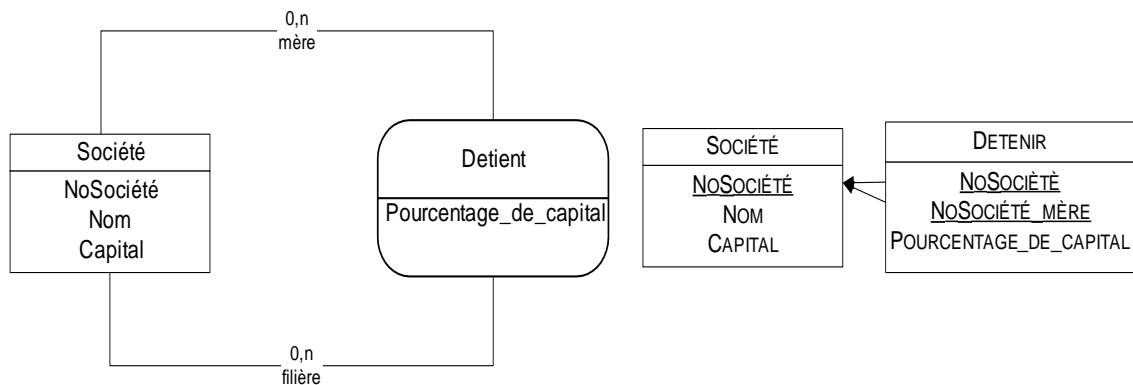 0,n
mère
Société
NoSociété
Nom
Capital
Detient
Pourcentage_de_capital
0,n
filière
SOCIÉTÉ
NOSOCIÉTÉ
NOM
CAPITAL
DETENIR
NOSOCIÈTÈ
NOSOCIÉTÉ_MÈRE
POURCENTAGE_DE_CAPITAL